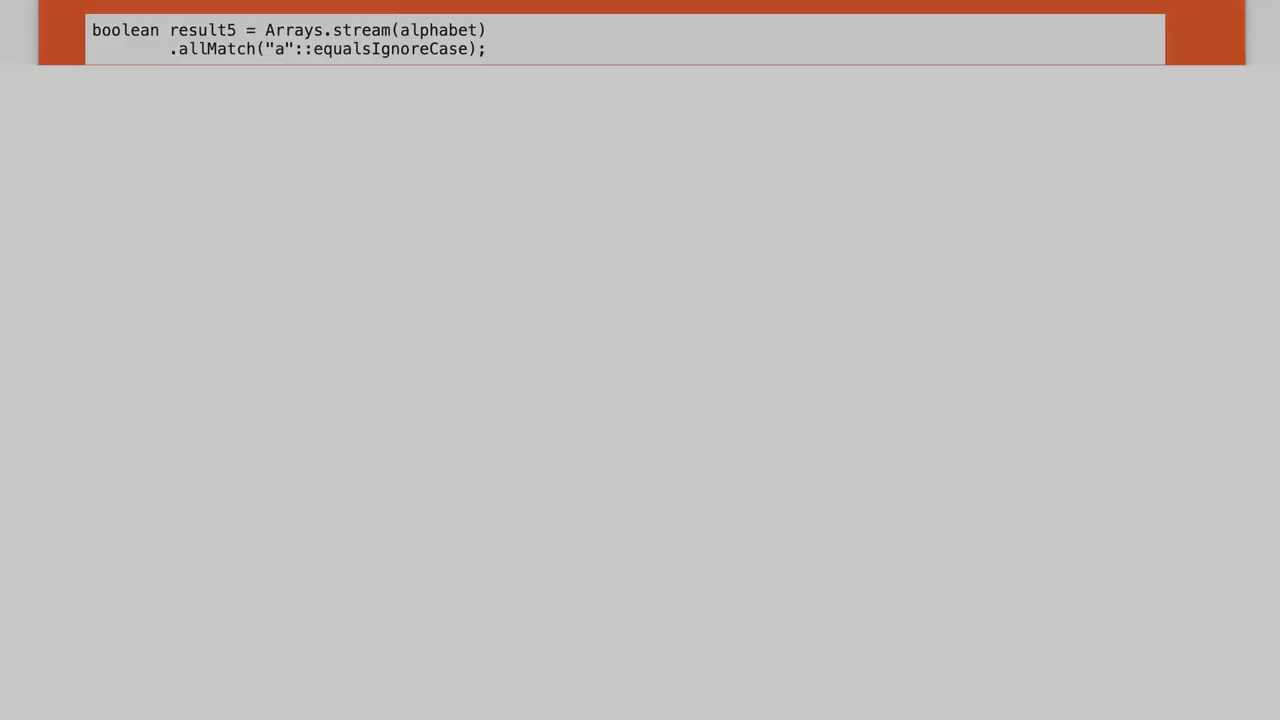 boolean result5 = Arrays.stream(alphabet)
        .allMatch("a"::equalsIgnoreCase);